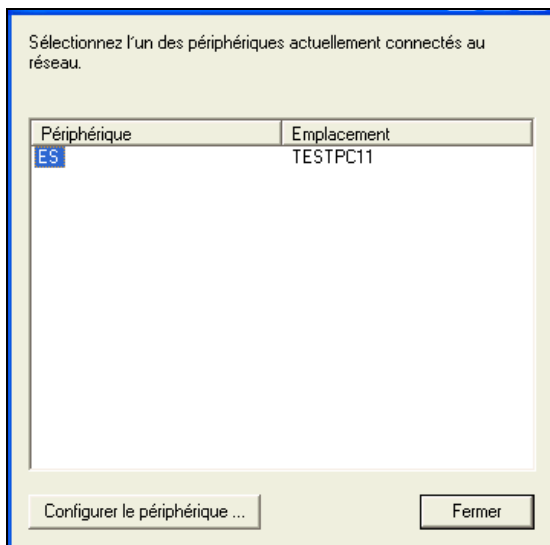 Sélectionnez l'un des périphériques actuellement connectés au
réseau.
Périphérique Emplacement
ES TESTPC11
Configurer le périphérique ... Fermer